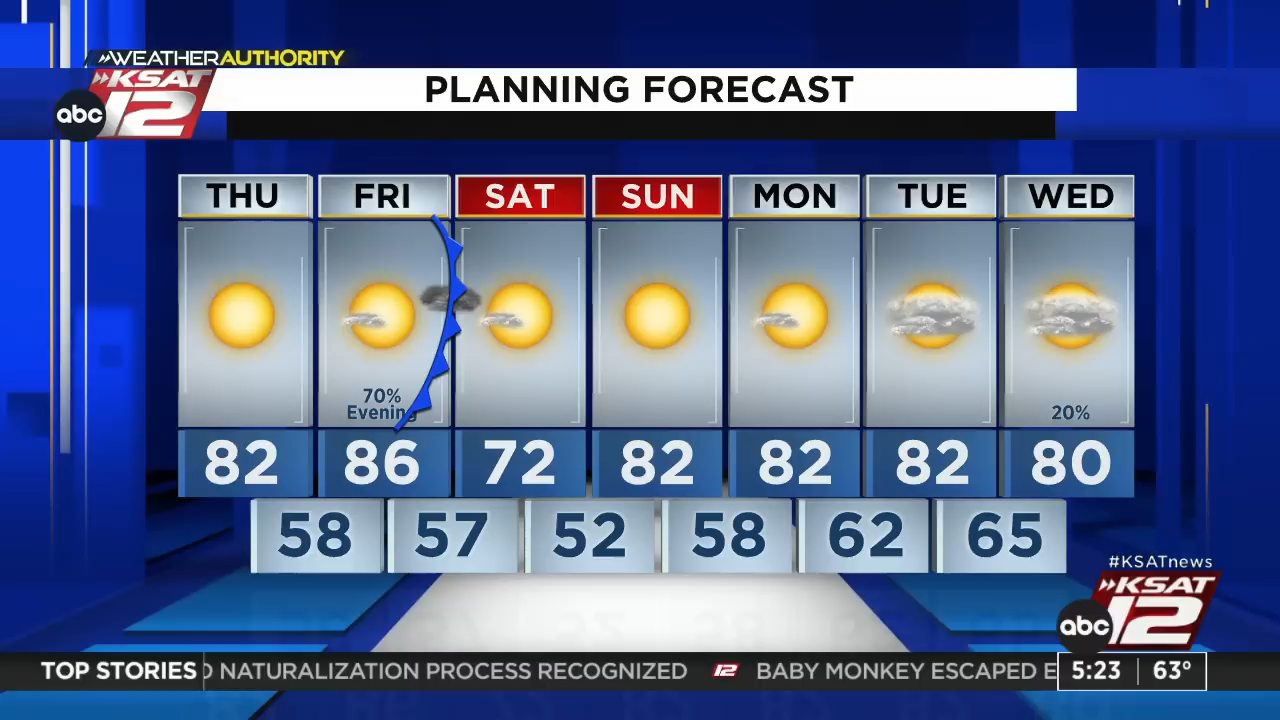 WEATHERAUTHORITY
KSAT
abc 12
PLANNING FORECAST
THU FRI SAT SUN MON TUE WED
70%
Evening
20%
82 86 72 82 82 82 80
58 57 52 58 62 65
#KSATnews
KSAT
abc 12
TOP STORIES NATURALIZATION PROCESS RECOGNIZED 12 BABY MONKEY ESCAPED E 5:23 63°